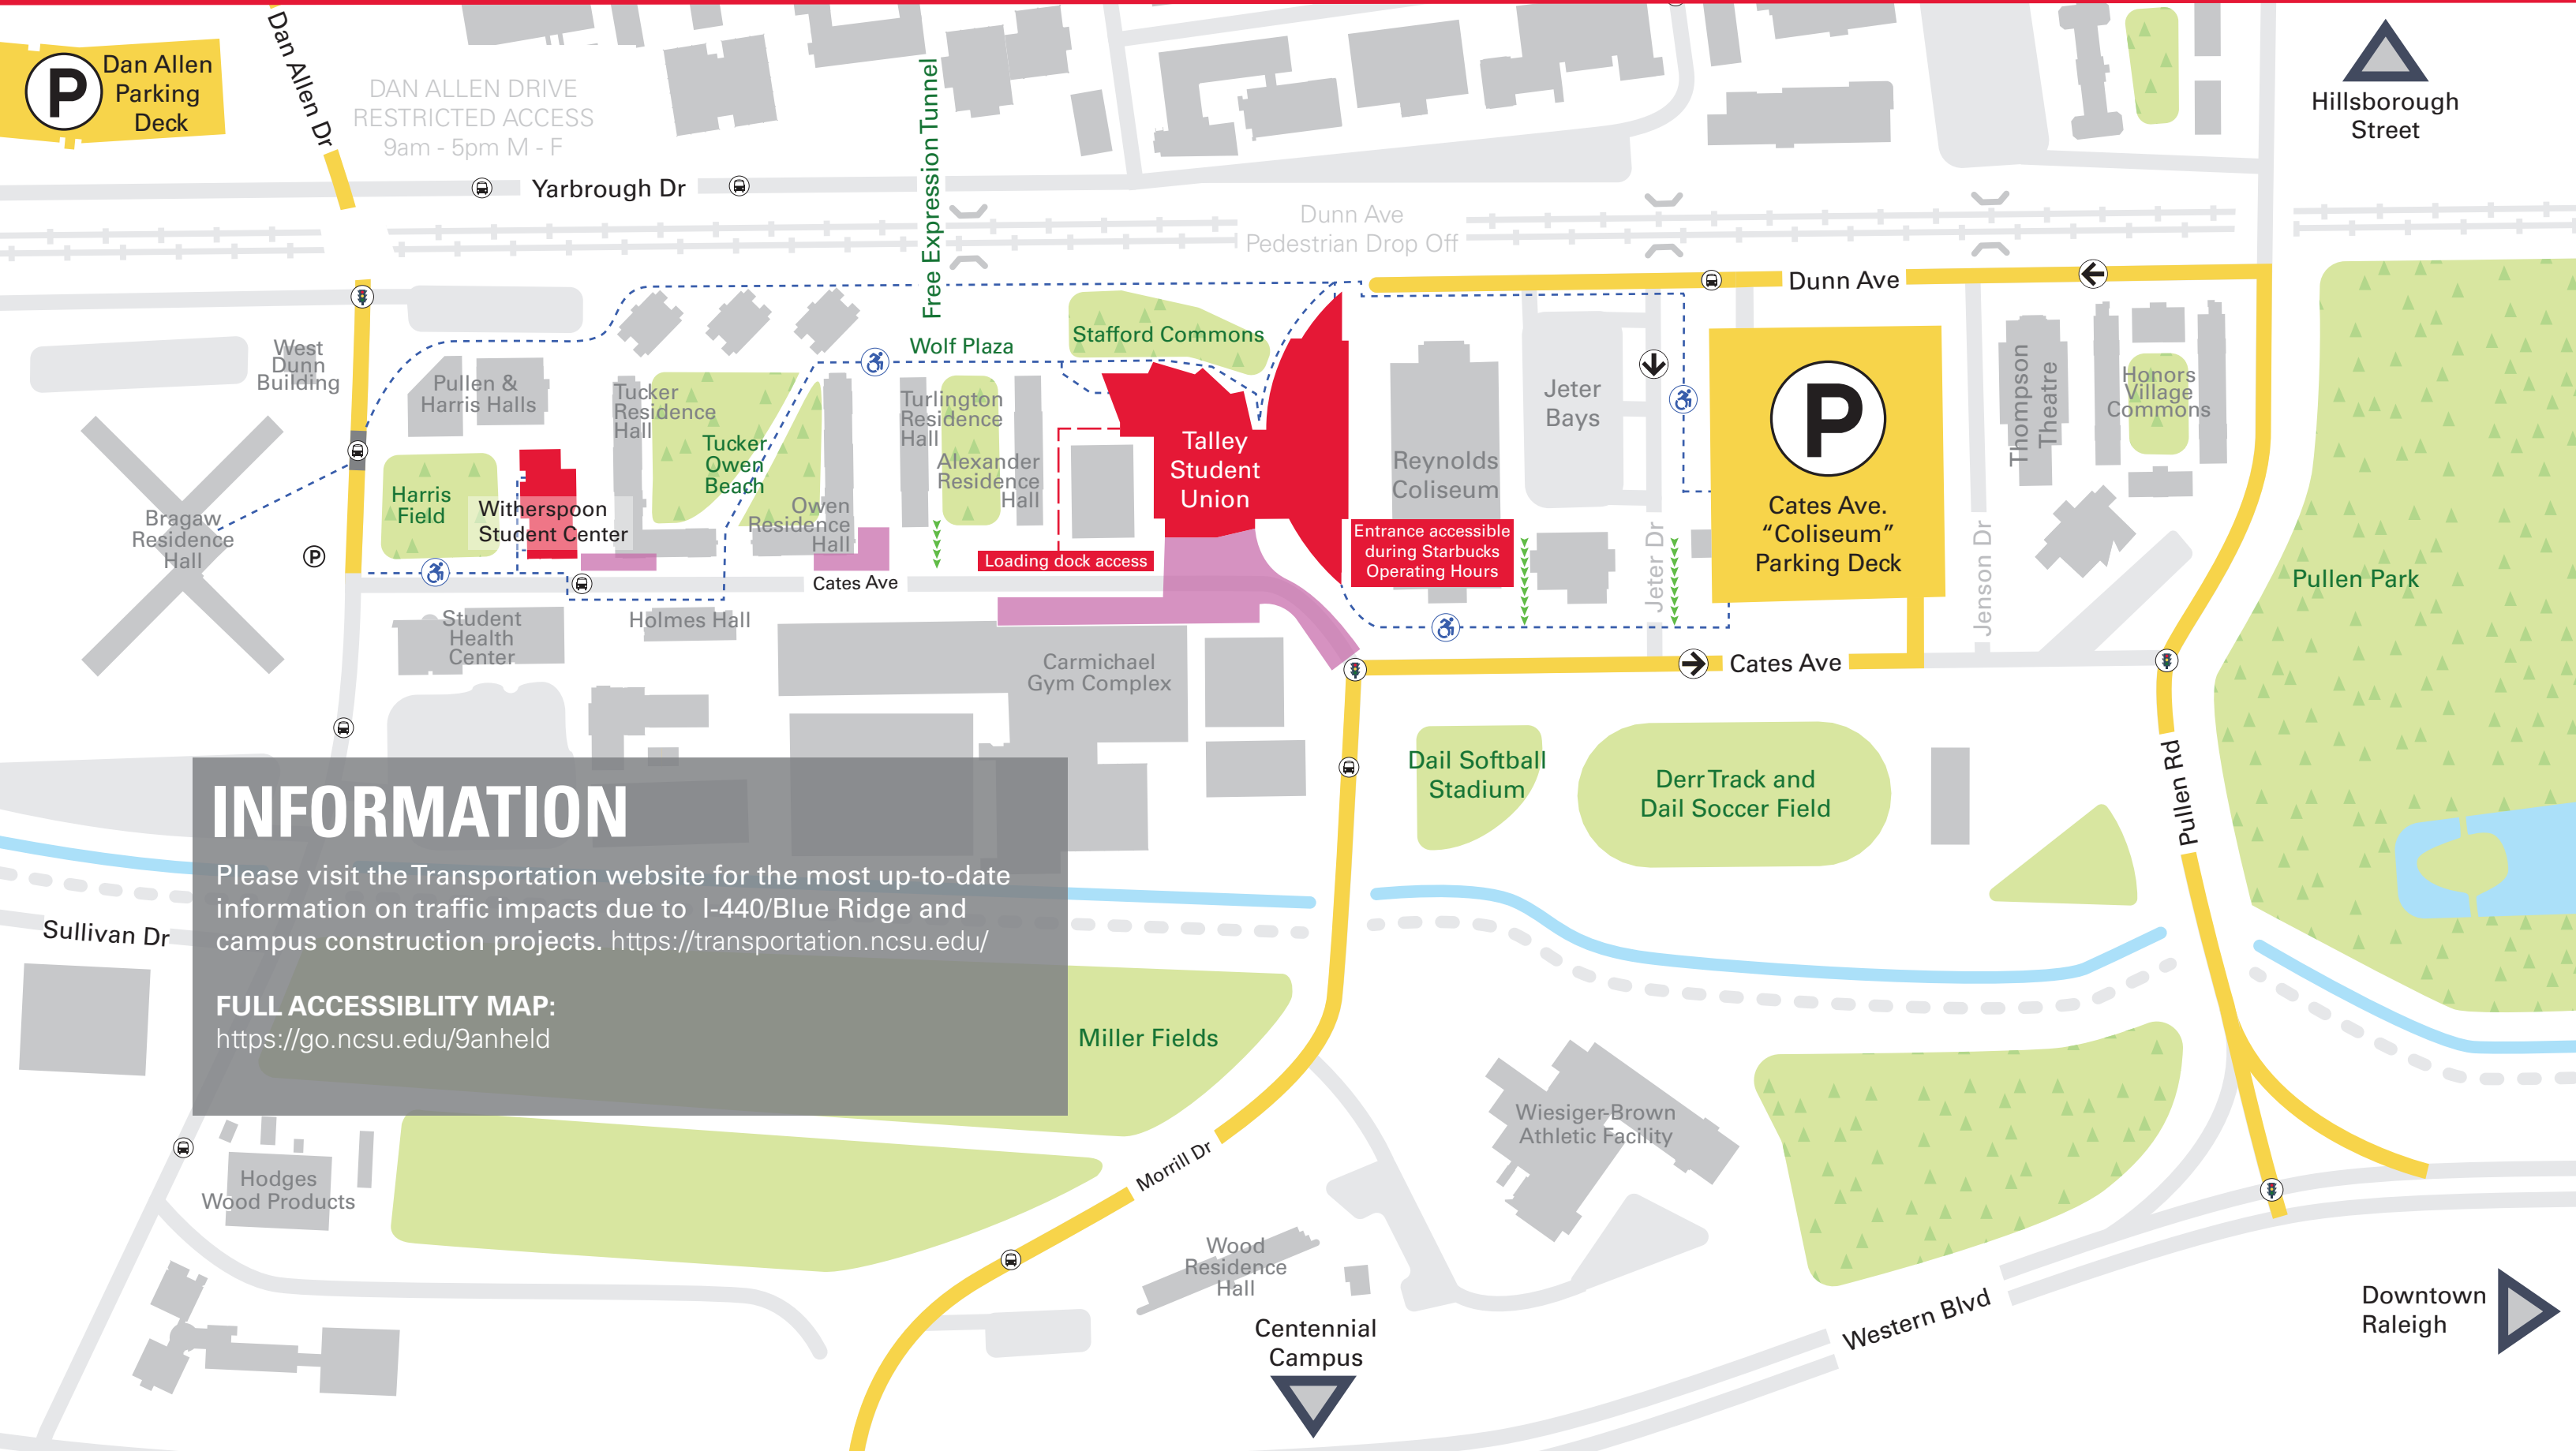 Dan Allen
Parking
Deck
P
Dan Allen Dr
DAN ALLEN DRIVE
RESTRICTED ACCESS
9am - 5pm M - F
Yarbrough Dr
Free Expression Tunnel
Dunn Ave
Pedestrian Drop Off
Hillsborough
Street
Dunn Ave
West
Dunn
Building
Pullen &
Harris Halls
Tucker
Residence
Hall
Tucker
Owen
Beach
Wolf Plaza
Stafford Commons
Turlington
Residence
Hall
Alexander
Residence
Hall
Owen
Residence
Hall
Talley
Student
Union
Reynolds
Coliseum
Jeter
Bays
P
Cates Ave.
“Coliseum”
Parking Deck
Thompson
Theatre
Honors
Village
Commons
Harris
Field
Witherspoon
Student Center
Bragaw
Residence
Hall
P
Loading dock access
Entrance accessible
during Starbucks
Operating Hours
Jeter Dr
Jenson Dr
Pullen Park
Cates Ave
Student
Health
Center
Holmes Hall
Carmichael
Gym Complex
Cates Ave
Dail Softball
Stadium
Derr Track and
Dail Soccer Field
Pullen Rd
INFORMATION
Please visit the Transportation website for the most up-to-date
information on traffic impacts due to I-440/Blue Ridge and
campus construction projects. https://transportation.ncsu.edu/
FULL ACCESSIBLITY MAP:
https://go.ncsu.edu/9anheld
Sullivan Dr
Miller Fields
Morrill Dr
Hodges
Wood Products
Wiesiger-Brown
Athletic Facility
Wood
Residence
Hall
Centennial
Campus
Western Blvd
Downtown
Raleigh